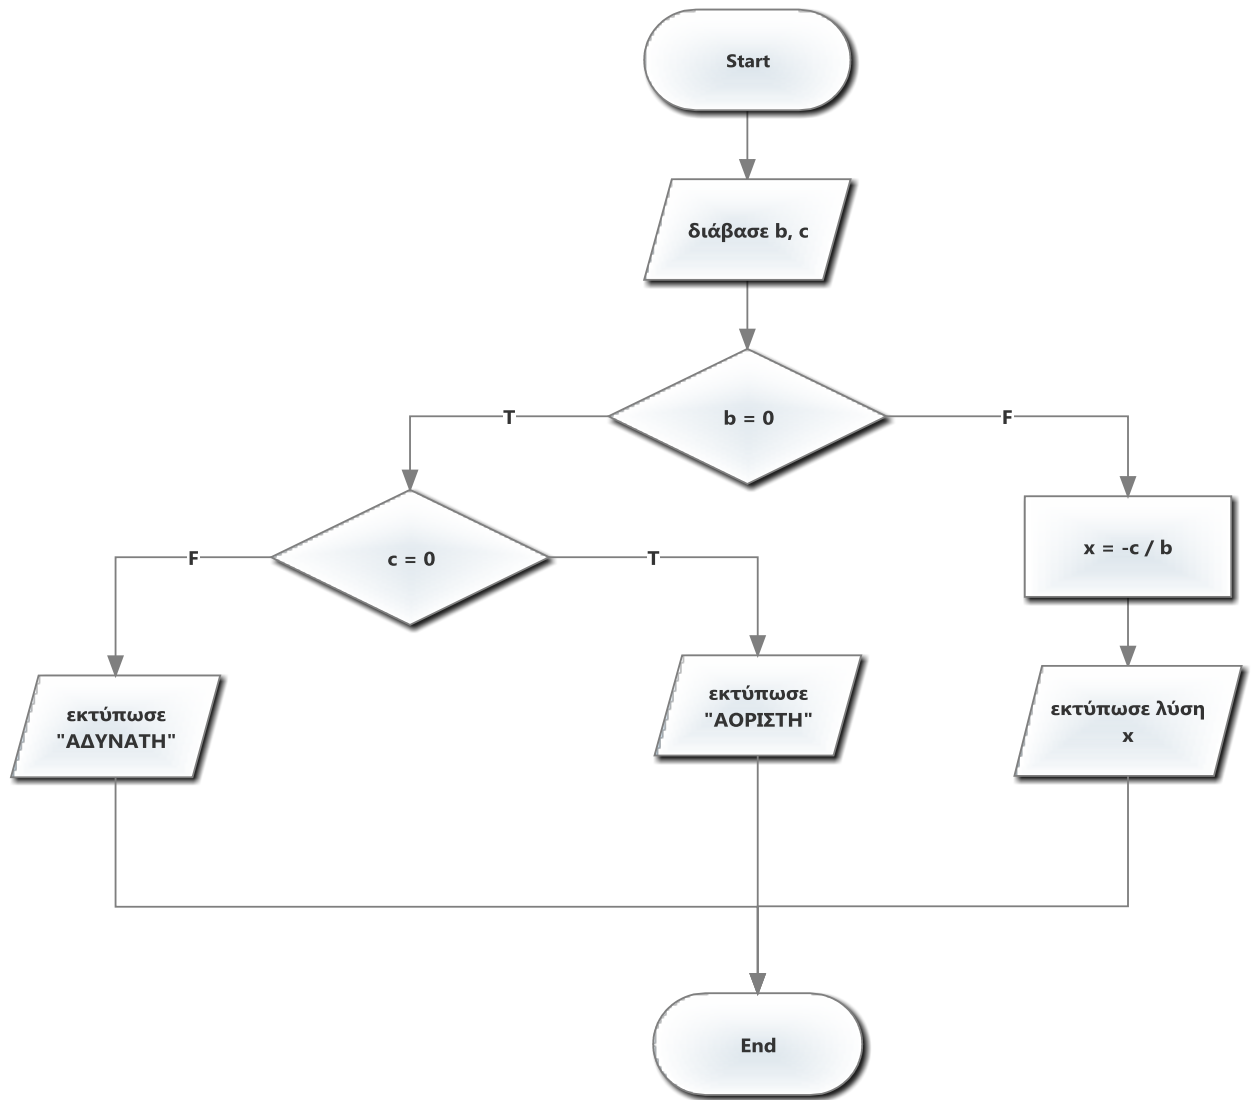 Start
διάβασε b, c
b = 0
T
F
c = 0
x = -c / b
F
T
εκτύπωσε
"ΑΔΥΝΑΤΗ"
εκτύπωσε
"ΑΟΡΙΣΤΗ"
εκτύπωσε λύση
x
End